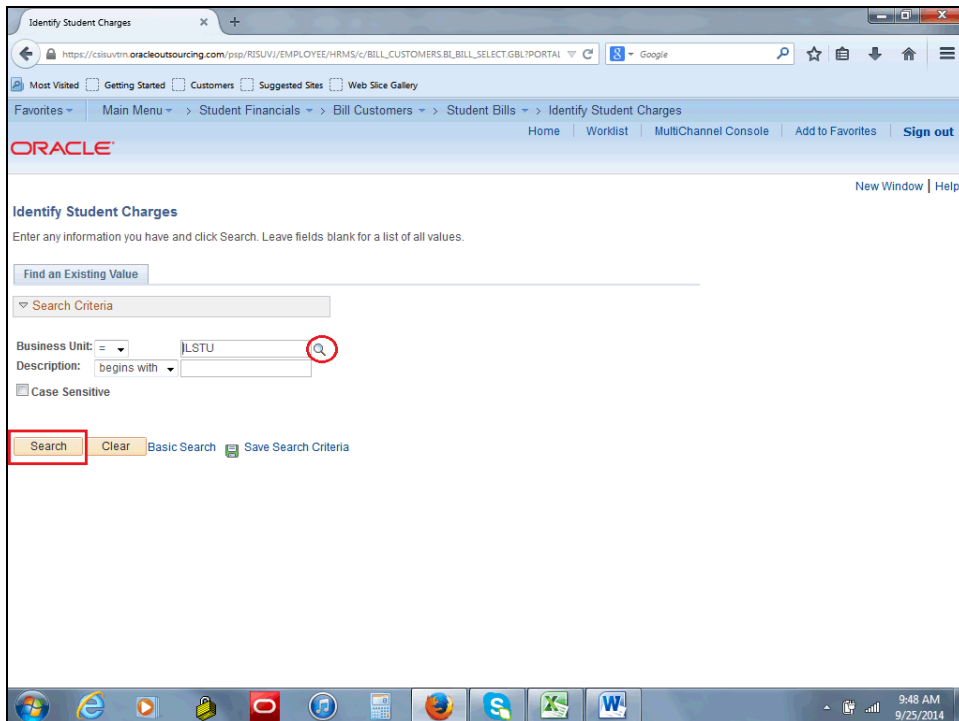 Identify Student Charges × +
https://csisuvtrn.oracleoutsourcing.com/psp/RISUVJ/EMPLOYEE/HRMS/c/BILL_CUSTOMERS.BI_BILL_SELECT.GBL?PORTAL 8 Google
Most Visited Getting Started Customers Suggested Sites Web Slice Gallery
Favorites Main Menu > Student Financials > Bill Customers > Student Bills > Identify Student Charges
Home Worklist MultiChannel Console Add to Favorites Sign out
ORACLE
New Window | Help
Identify Student Charges
Enter any information you have and click Search. Leave fields blank for a list of all values.
Find an Existing Value
Search Criteria
Business Unit: = ILSTU
Description: begins with
Case Sensitive
Search Clear Basic Search Save Search Criteria
9:48 AM
9/25/2014